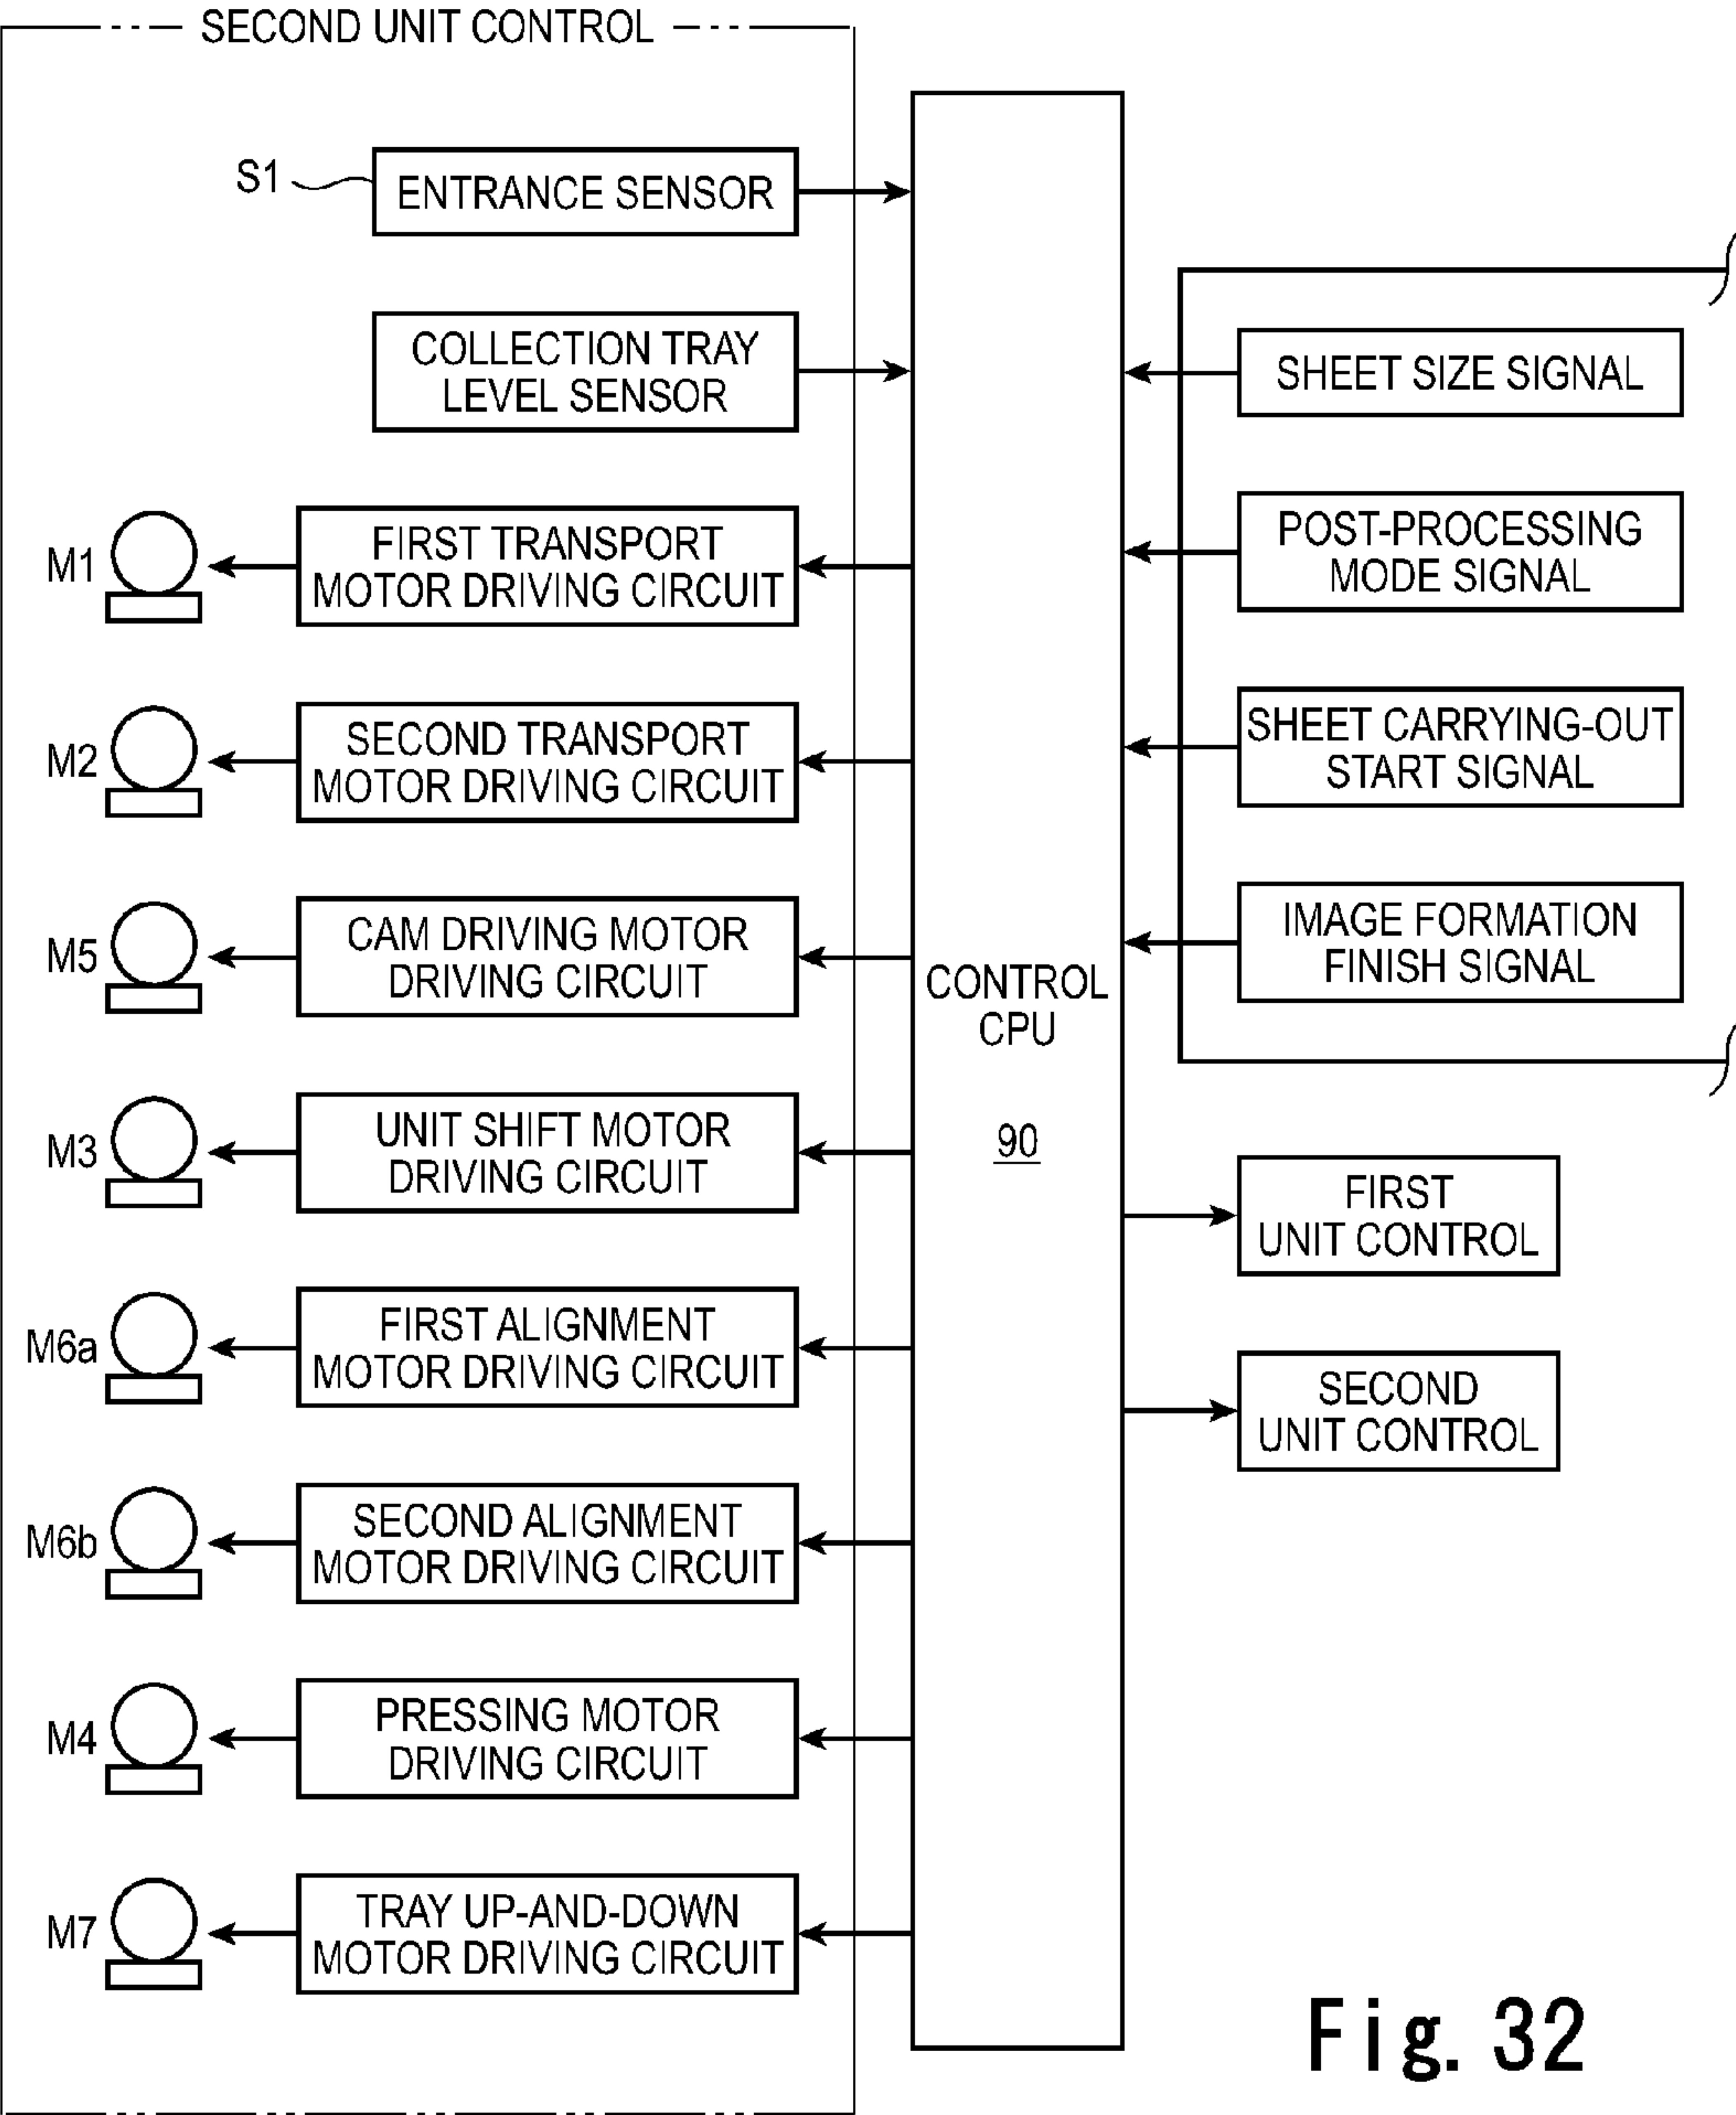 SECOND UNIT CONTROL
S1
ENTRANCE SENSOR
COLLECTION TRAY
LEVEL SENSOR
M1
FIRST TRANSPORT
MOTOR DRIVING CIRCUIT
M2
SECOND TRANSPORT
MOTOR DRIVING CIRCUIT
M5
CAM DRIVING MOTOR
DRIVING CIRCUIT
M3
UNIT SHIFT MOTOR
DRIVING CIRCUIT
M6a
FIRST ALIGNMENT
MOTOR DRIVING CIRCUIT
M6b
SECOND ALIGNMENT
MOTOR DRIVING CIRCUIT
M4
PRESSING MOTOR
DRIVING CIRCUIT
M7
TRAY UP-AND-DOWN
MOTOR DRIVING CIRCUIT
CONTROL
CPU
90
SHEET SIZE SIGNAL
POST-PROCESSING
MODE SIGNAL
SHEET CARRYING-OUT
START SIGNAL
IMAGE FORMATION
FINISH SIGNAL
FIRST
UNIT CONTROL
SECOND
UNIT CONTROL
Fig. 32